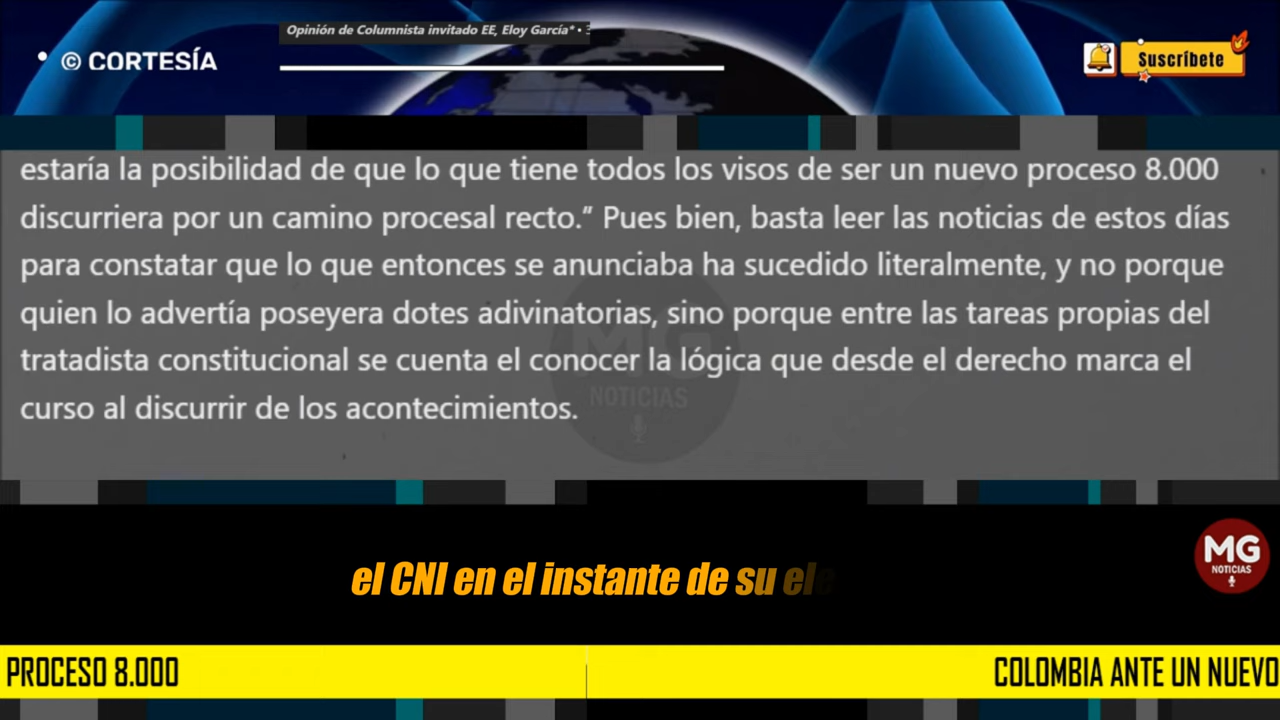 Opinión de Columnista invitado EE, Eloy García* •
© CORTESÍA
Suscríbete
estaría la posibilidad de que lo que tiene todos los visos de ser un nuevo proceso 8.000
discurriera por un camino procesal recto.” Pues bien, basta leer las noticias de estos días
para constatar que lo que entonces se anunciaba ha sucedido literalmente, y no porque
quien lo advertía poseyera dotes adivinatorias, sino porque entre las tareas propias del
tratadista constitucional se cuenta el conocer la lógica que desde el derecho marca el
curso al discurrir de los acontecimientos.
MG
NOTICIAS
el CNI en el instante de su ele
MG
NOTICIAS
PROCESO 8.000
COLOMBIA ANTE UN NUEVO